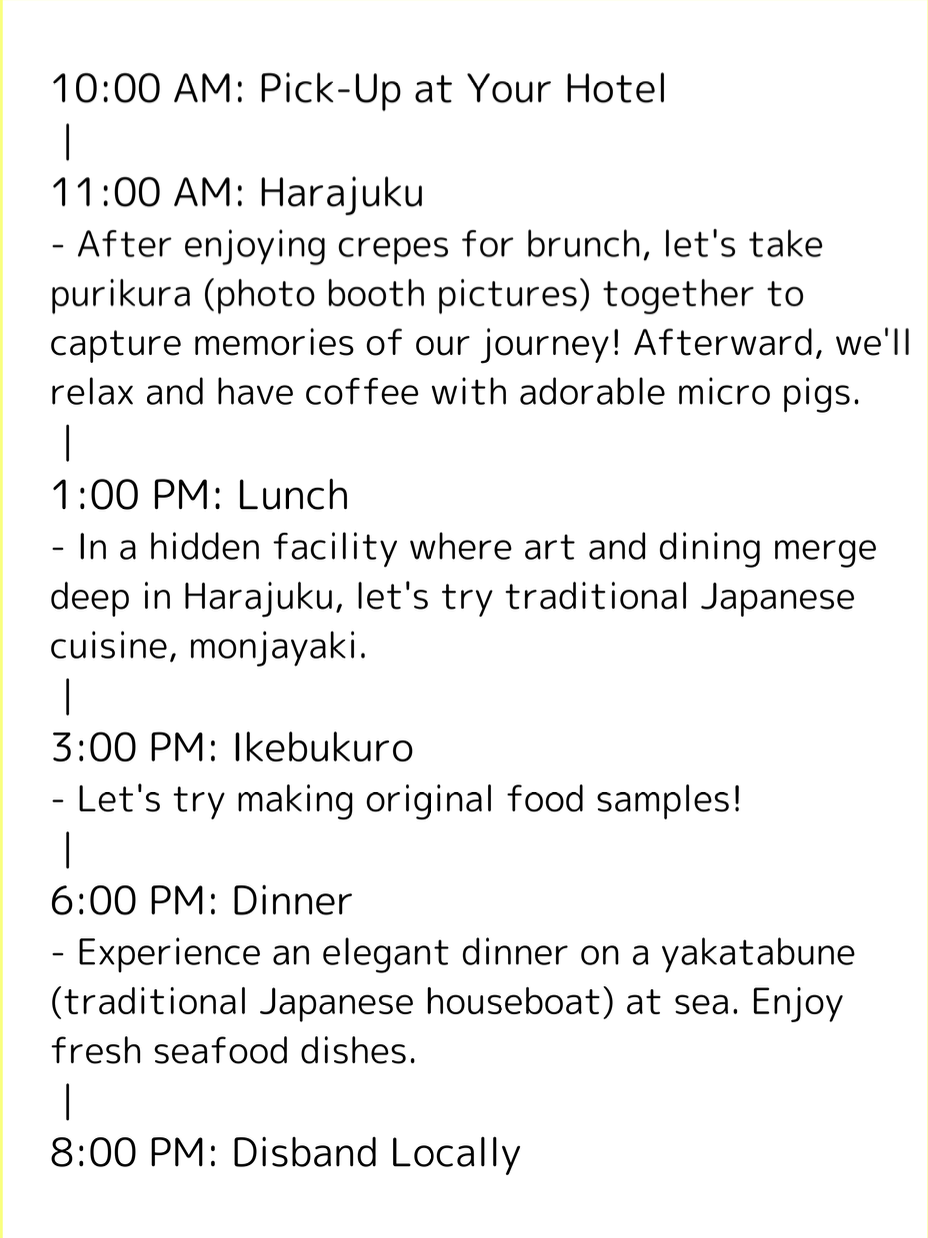 10:00 AM: Pick-Up at Your Hotel
|
11:00 AM: Harajuku
- After enjoying crepes for brunch, let's take
purikura (photo booth pictures) together to
capture memories of our journey! Afterward, we'll
relax and have coffee with adorable micro pigs.
|
1:00 PM: Lunch
- In a hidden facility where art and dining merge
deep in Harajuku, let's try traditional Japanese
cuisine, monjayaki.
|
3:00 PM: Ikebukuro
- Let's try making original food samples!
|
6:00 PM: Dinner
- Experience an elegant dinner on a yakatabune
(traditional Japanese houseboat) at sea. Enjoy
fresh seafood dishes.
|
8:00 PM: Disband Locally